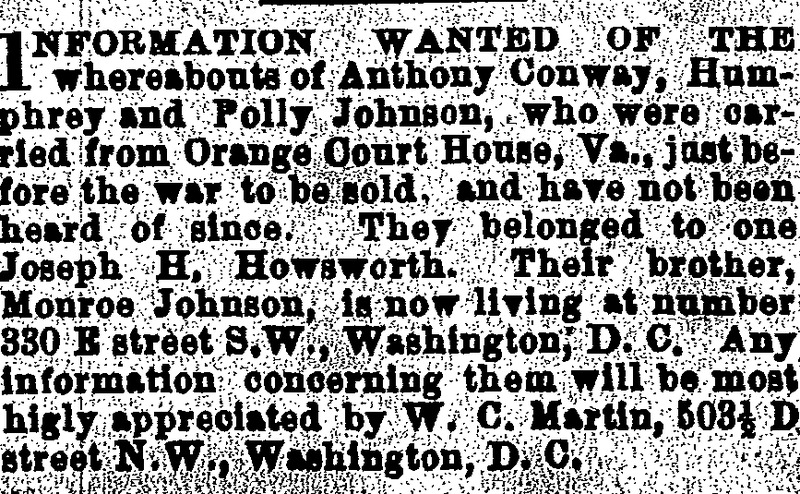 INFORMATION WANTED OF THE
whereabouts of Anthony Conway, Hum-
phrey and Polly Johnson, who were car-
ried from Orange Court House, Va., just be-
fore the war to be sold, and have not been
heard of since. They belonged to one
Joseph H. Howsworth. Their brother,
Monroe Johnson, is now living at number
330 E street S.W., Washington, D. C. Any
information concerning them will be most
higly appreciated by W. C. Martin, 503½ D
street N.W., Washington, D. C.